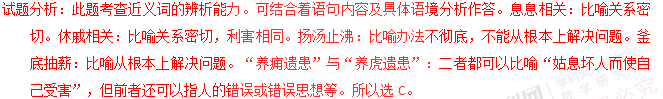 试题分析：此题考查近义词的辨析能力。可结合着语句内容及具体语境分析作答。息息相关：比喻关系密
切。休戚相关：比喻关系密切，利害相同。扬汤止沸：比喻办法不彻底，不能从根本上解决问题。釜
底抽薪：比喻从根本上解决问题。“养痈遗患”与“养虎遗患”：二者都可以比喻“姑息坏人而使自
己受害”，但前者还可以指人的错误或错误思想等。所以选 C。